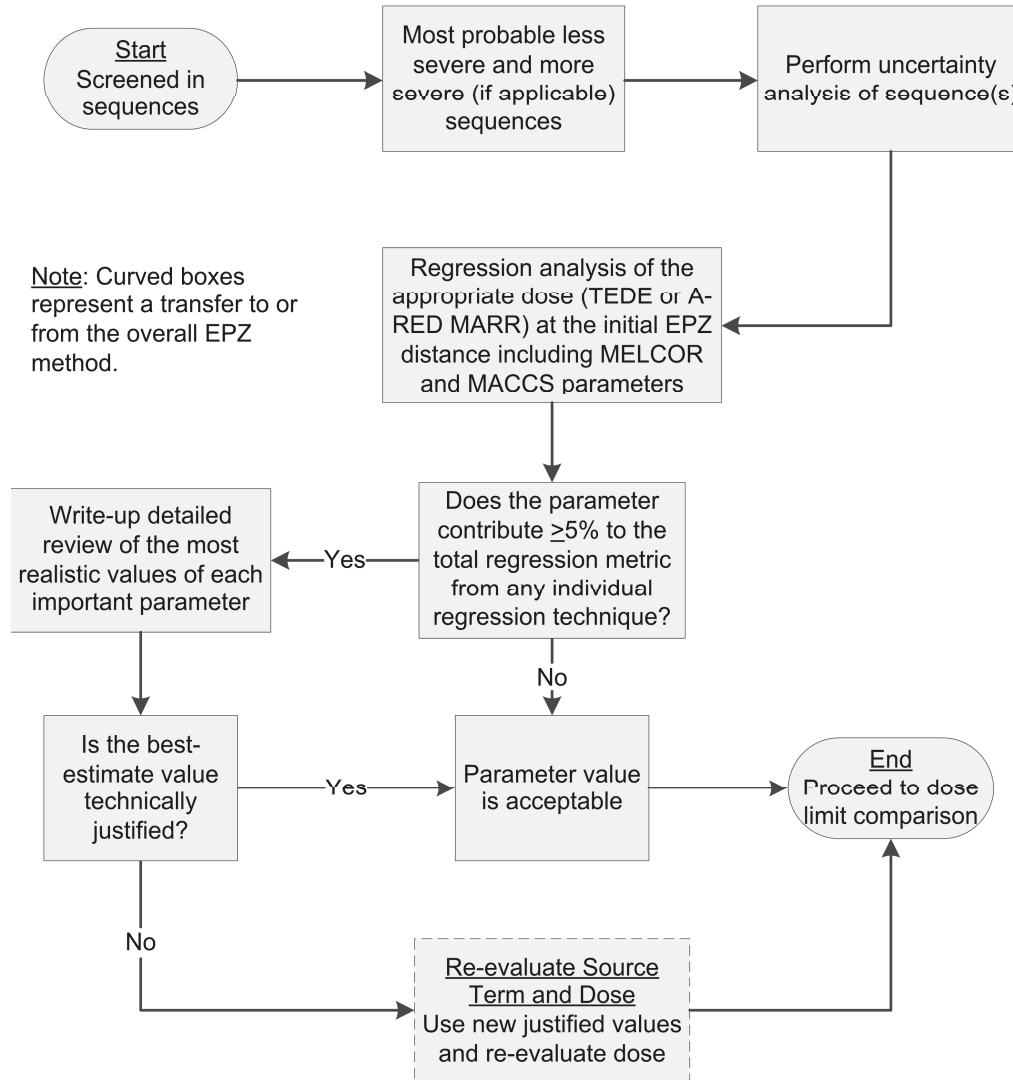 Start
Screened in
sequences
Most probable less
severe and more
severe (if applicable)
sequences
Perform uncertainty
analysis of sequence(s)
Note: Curved boxes
represent a transfer to or
from the overall EPZ
method.
Regression analysis of the
appropriate dose (TEDE or A-
RED MARR) at the initial EPZ
distance including MELCOR
and MACCS parameters
Does the parameter
contribute ≥5% to the
total regression metric
from any individual
regression technique?
Yes
Write-up detailed
review of the most
realistic values of each
important parameter
No
Is the best-
estimate value
technically
justified?
Yes
Parameter value
is acceptable
End
Proceed to dose
limit comparison
No
Re-evaluate Source
Term and Dose
Use new justified values
and re-evaluate dose